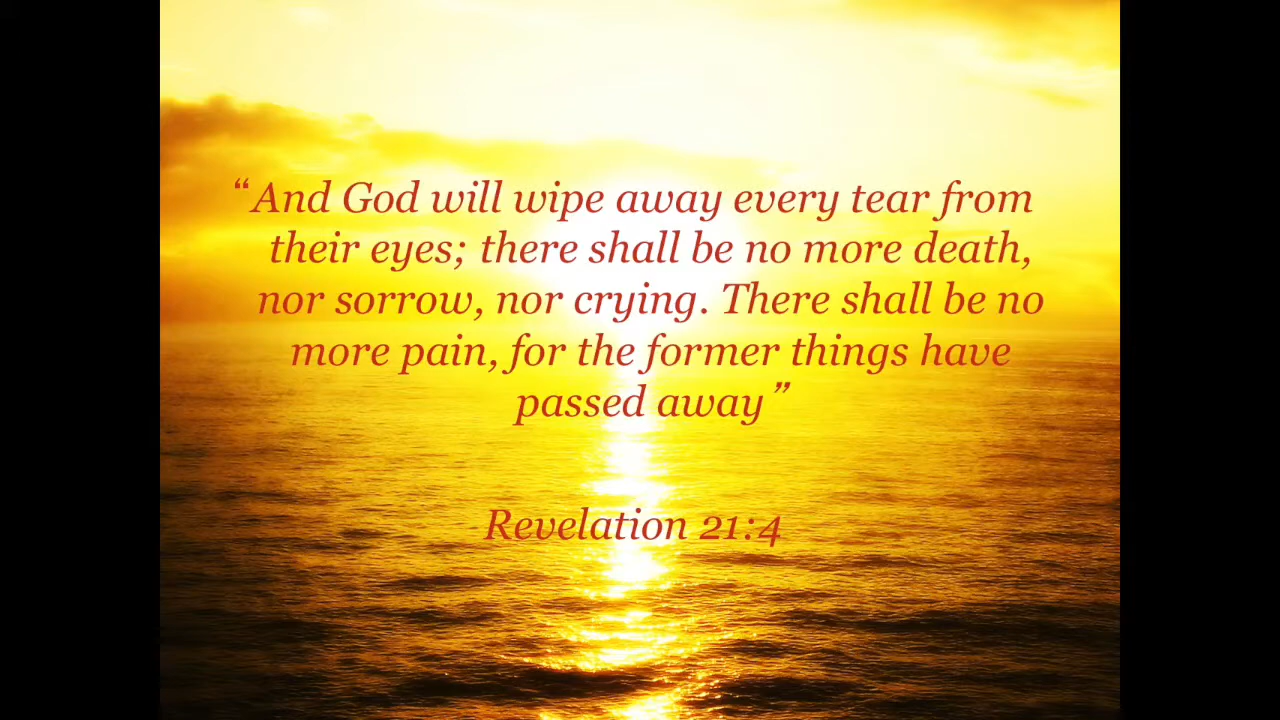 “And God will wipe away every tear from
their eyes; there shall be no more death,
nor sorrow, nor crying. There shall be no
more pain, for the former things have
passed away”
Revelation 21:4